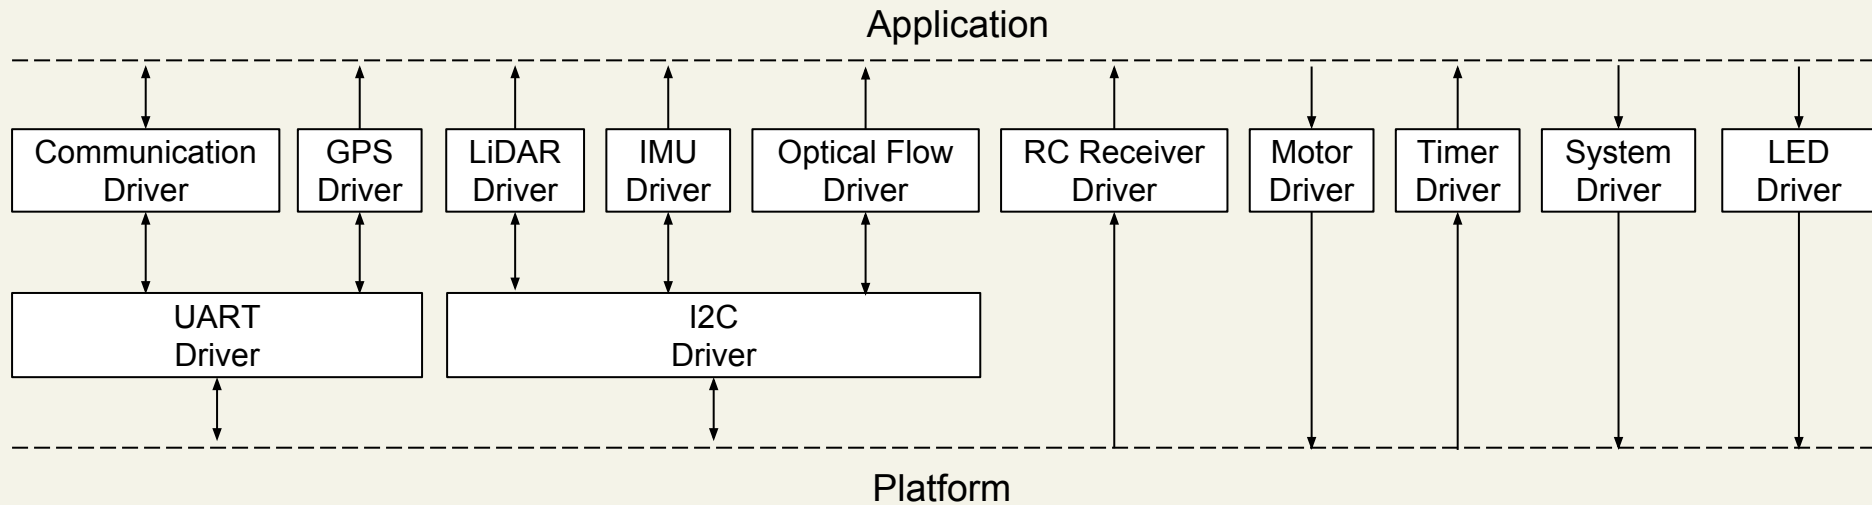 Application
Communication
Driver
GPS
Driver
LiDAR
Driver
IMU
Driver
Optical Flow
Driver
RC Receiver
Driver
Motor
Driver
Timer
Driver
System
Driver
LED
Driver
UART
Driver
I2C
Driver
Platform